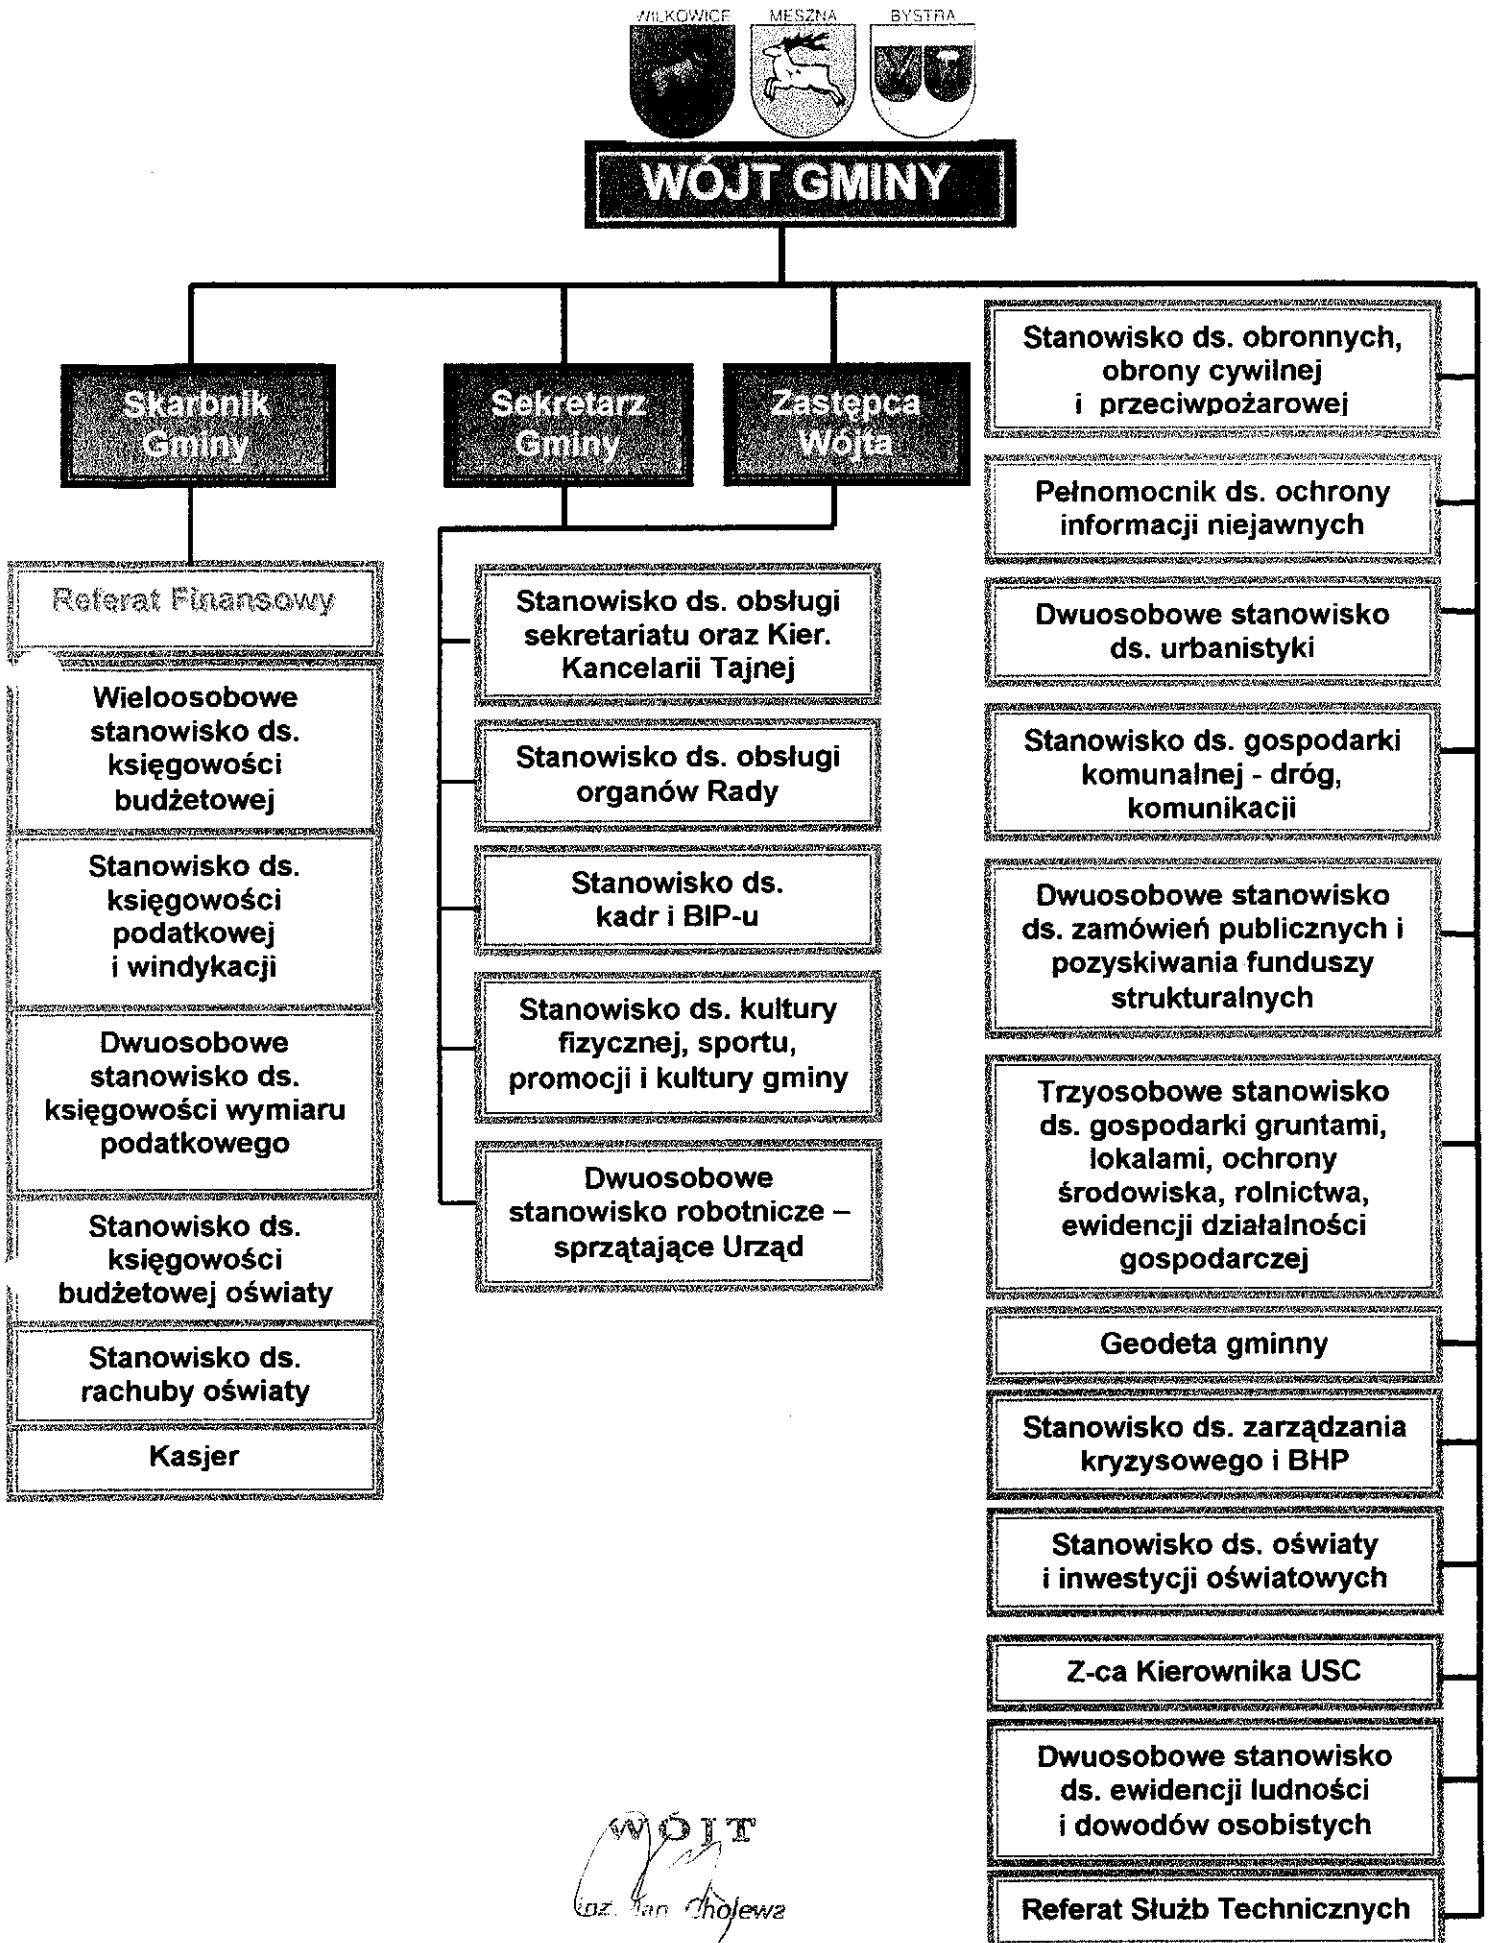 WILKOWICE MESZNA BYSTRA
WÓJT GMINY
Skarbnik
Gminy
Sekretarz
Gminy
Zastępca
Wójta
Referat Finansowy
Wieloosobowe
stanowisko ds.
księgowości
budżetowej
Stanowisko ds.
księgowości
podatkowej
i windykacji
Dwuosobowe
stanowisko ds.
księgowości wymiaru
podatkowego
Stanowisko ds.
księgowości
budżetowej oświaty
Stanowisko ds.
rachuby oświaty
Kasjer
Stanowisko ds. obsługi
sekretariatu oraz Kier.
Kancelarii Tajnej
Stanowisko ds. obsługi
organów Rady
Stanowisko ds.
kadr i BIP-u
Stanowisko ds. kultury
fizycznej, sportu,
promocji i kultury gminy
Dwuosobowe
stanowisko robotnicze –
sprzątające Urząd
Stanowisko ds. obronnych,
obrony cywilnej
i przeciwpożarowej
Pełnomocnik ds. ochrony
informacji niejawnych
Dwuosobowe stanowisko
ds. urbanistyki
Stanowisko ds. gospodarki
komunalnej - dróg,
komunikacji
Dwuosobowe stanowisko
ds. zamówień publicznych i
pozyskiwania funduszy
strukturalnych
Trzyosobowe stanowisko
ds. gospodarki gruntami,
lokalami, ochrony
środowiska, rolnictwa,
ewidencji działalności
gospodarczej
Geodeta gminny
Stanowisko ds. zarządzania
kryzysowego i BHP
Stanowisko ds. oświaty
i inwestycji oświatowych
Z-ca Kierownika USC
Dwuosobowe stanowisko
ds. ewidencji ludności
i dowodów osobistych
Referat Służb Technicznych
WÓJT
inż. Jan Cholewa